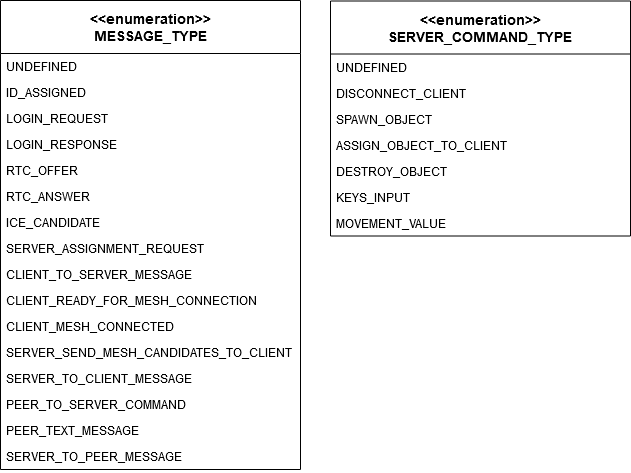 <<enumeration>>
MESSAGE_TYPE
UNDEFINED
ID_ASSIGNED
LOGIN_REQUEST
LOGIN_RESPONSE
RTC_OFFER
RTC_ANSWER
ICE_CANDIDATE
SERVER_ASSIGNMENT_REQUEST
CLIENT_TO_SERVER_MESSAGE
CLIENT_READY_FOR_MESH_CONNECTION
CLIENT_MESH_CONNECTED
SERVER_SEND_MESH_CANDIDATES_TO_CLIENT
SERVER_TO_CLIENT_MESSAGE
PEER_TO_SERVER_COMMAND
PEER_TEXT_MESSAGE
SERVER_TO_PEER_MESSAGE
<<enumeration>>
SERVER_COMMAND_TYPE
UNDEFINED
DISCONNECT_CLIENT
SPAWN_OBJECT
ASSIGN_OBJECT_TO_CLIENT
DESTROY_OBJECT
KEYS_INPUT
MOVEMENT_VALUE